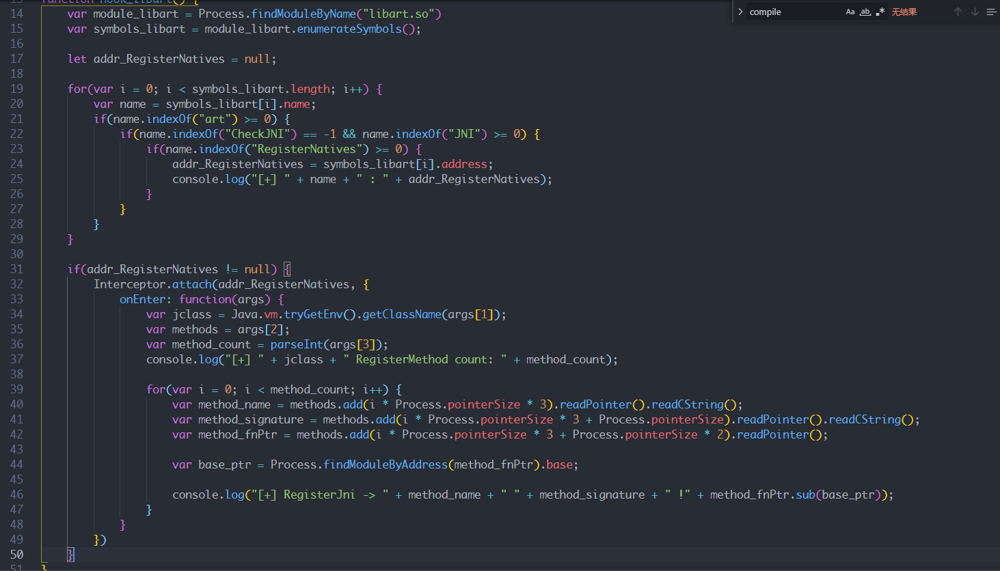 function hook_libart() {
compile Aa ab .* 无结果
14 var module_libart = Process.findModuleByName("libart.so")
15 var symbols_libart = module_libart.enumerateSymbols();
16
17 let addr_RegisterNatives = null;
18
19 for(var i = 0; i < symbols_libart.length; i++) {
20 var name = symbols_libart[i].name;
21 if(name.indexOf("art") >= 0) {
22 if(name.indexOf("CheckJNI") == -1 && name.indexOf("JNI") >= 0) {
23 if(name.indexOf("RegisterNatives") >= 0) {
24 addr_RegisterNatives = symbols_libart[i].address;
25 console.log("[+] " + name + " : " + addr_RegisterNatives);
26 }
27 }
28 }
29 }
30
31 if(addr_RegisterNatives != null) {
32 Interceptor.attach(addr_RegisterNatives, {
33 onEnter: function(args) {
34 var jclass = Java.vm.tryGetEnv().getClassName(args[1]);
35 var methods = args[2];
36 var method_count = parseInt(args[3]);
37 console.log("[+] " + jclass + " RegisterMethod count: " + method_count);
38
39 for(var i = 0; i < method_count; i++) {
40 var method_name = methods.add(i * Process.pointerSize * 3).readPointer().readCString();
41 var method_signature = methods.add(i * Process.pointerSize * 3 + Process.pointerSize).readPointer().readCString();
42 var method_fnPtr = methods.add(i * Process.pointerSize * 3 + Process.pointerSize * 2).readPointer();
43
44 var base_ptr = Process.findModuleByAddress(method_fnPtr).base;
45
46 console.log("[+] RegisterJni -> " + method_name + " " + method_signature + " !" + method_fnPtr.sub(base_ptr));
47 }
48 }
49 })
50 }
51 }